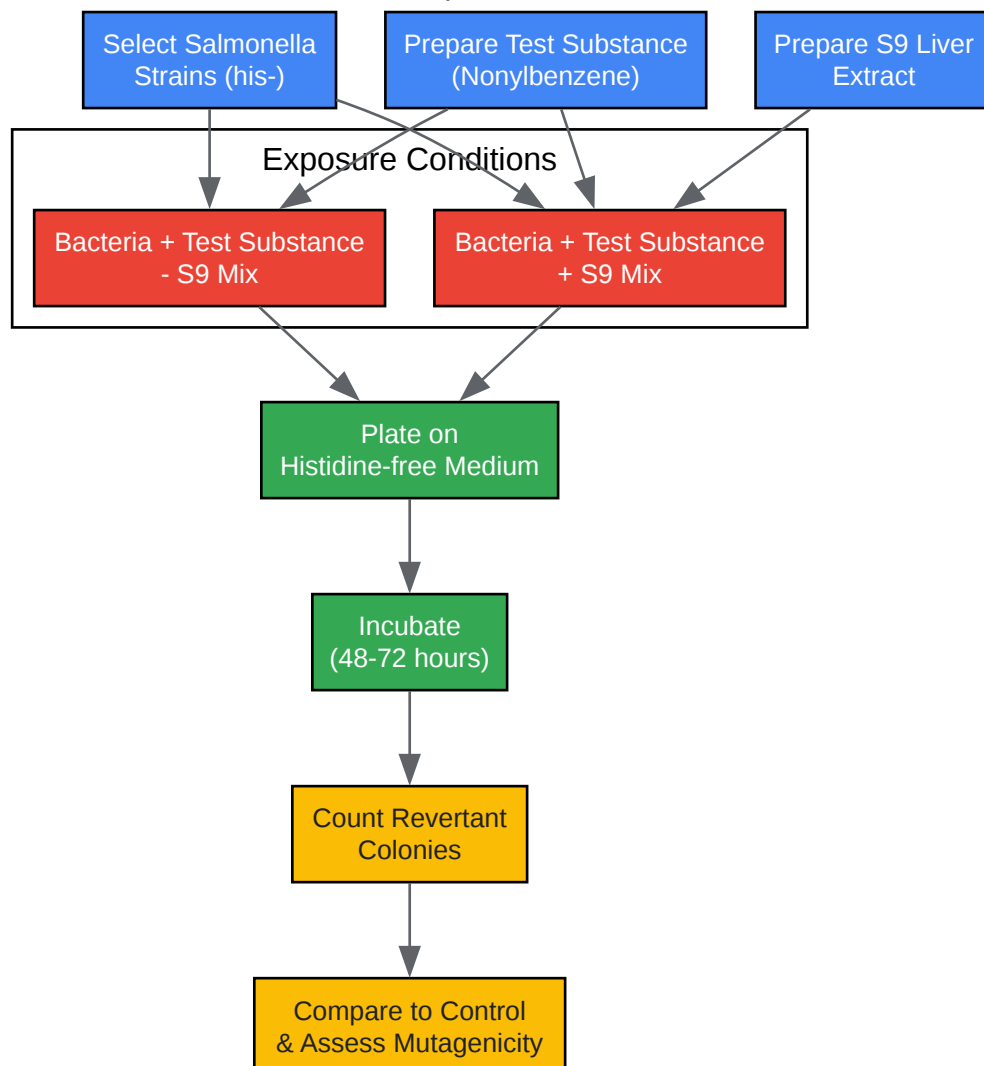 Select Salmonella
Strains (his-)
Prepare Test Substance
(Nonylbenzene)
Prepare S9 Liver
Extract
Exposure Conditions
Bacteria + Test Substance
- S9 Mix
Bacteria + Test Substance
+ S9 Mix
Plate on
Histidine-free Medium
Incubate
(48-72 hours)
Count Revertant
Colonies
Compare to Control
& Assess Mutagenicity